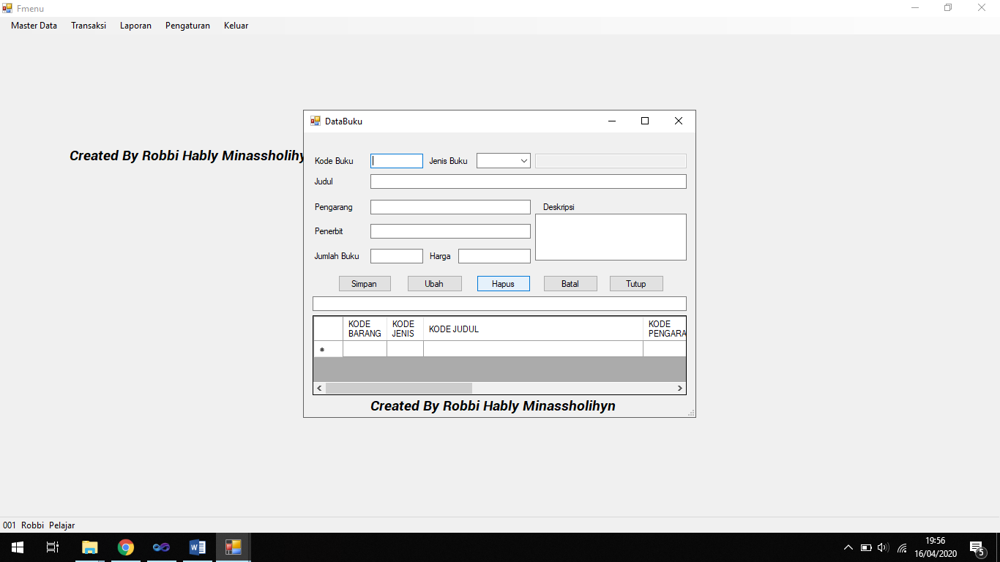 Fmenu
Master Data Transaksi Laporan Pengaturan Keluar
Created By Robbi Hably Minassholihy
DataBuku
Kode Buku Jenis Buku
Judul
Pengarang Deskripsi
Penerbit
Jumlah Buku Harga
Simpan Ubah Hapus Batal Tutup
KODE BARANG KODE JENIS KODE JUDUL KODE PENGARA
Created By Robbi Hably Minassholihyn
001 Robbi Pelajar
19:56
16/04/2020
5